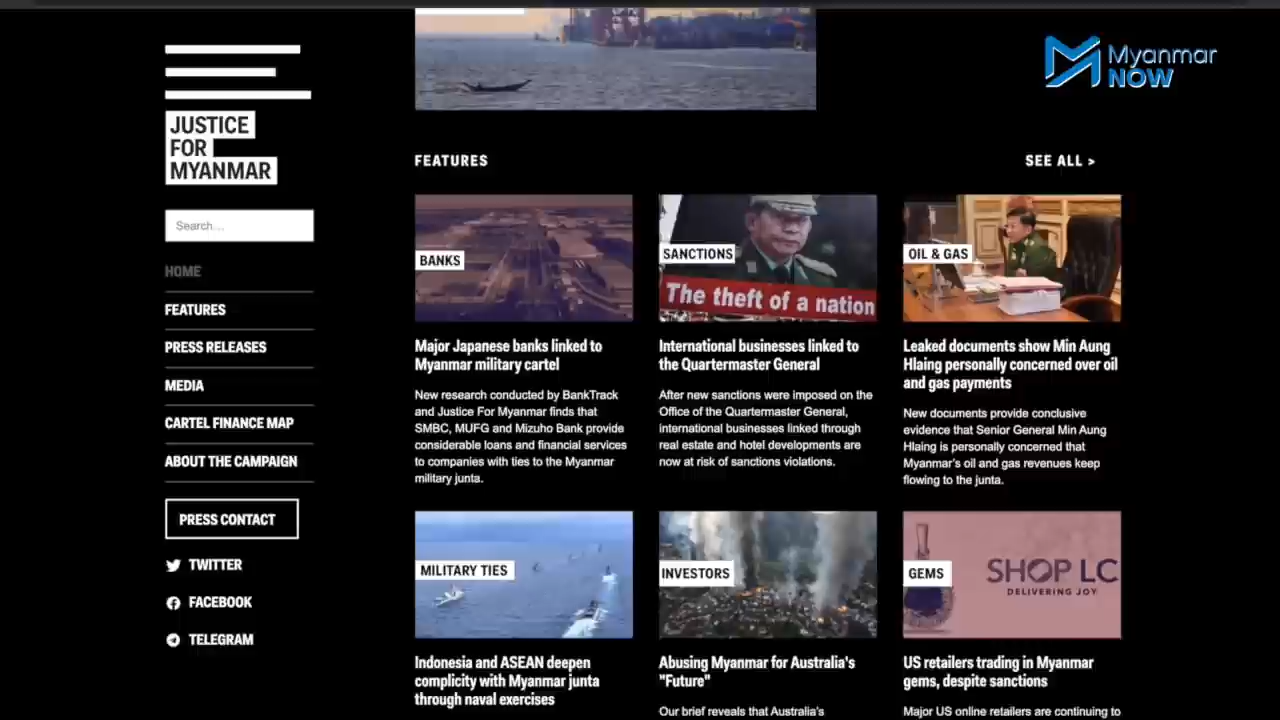 Myanmar
NOW
JUSTICE
FOR
MYANMAR
Search...
HOME
FEATURES
PRESS RELEASES
MEDIA
CARTEL FINANCE MAP
ABOUT THE CAMPAIGN
PRESS CONTACT
TWITTER
FACEBOOK
TELEGRAM
FEATURES
SEE ALL >
BANKS
Major Japanese banks linked to
Myanmar military cartel
New research conducted by BankTrack
and Justice For Myanmar finds that
SMBC, MUFG and Mizuho Bank provide
considerable loans and financial services
to companies with ties to the Myanmar
military junta.
SANCTIONS
The theft of a nation
International businesses linked to
the Quartermaster General
After new sanctions were imposed on the
Office of the Quartermaster General,
international businesses linked through
real estate and hotel developments are
now at risk of sanctions violations.
OIL & GAS
Leaked documents show Min Aung
Hlaing personally concerned over oil
and gas payments
New documents provide conclusive
evidence that Senior General Min Aung
Hlaing is personally concerned that
Myanmar's oil and gas revenues keep
flowing to the junta.
MILITARY TIES
Indonesia and ASEAN deepen
complicity with Myanmar junta
through naval exercises
INVESTORS
Abusing Myanmar for Australia's
"Future"
Our brief reveals that Australia's
GEMS
SHOP LC
DELIVERING JOY
US retailers trading in Myanmar
gems, despite sanctions
Major US online retailers are continuing to